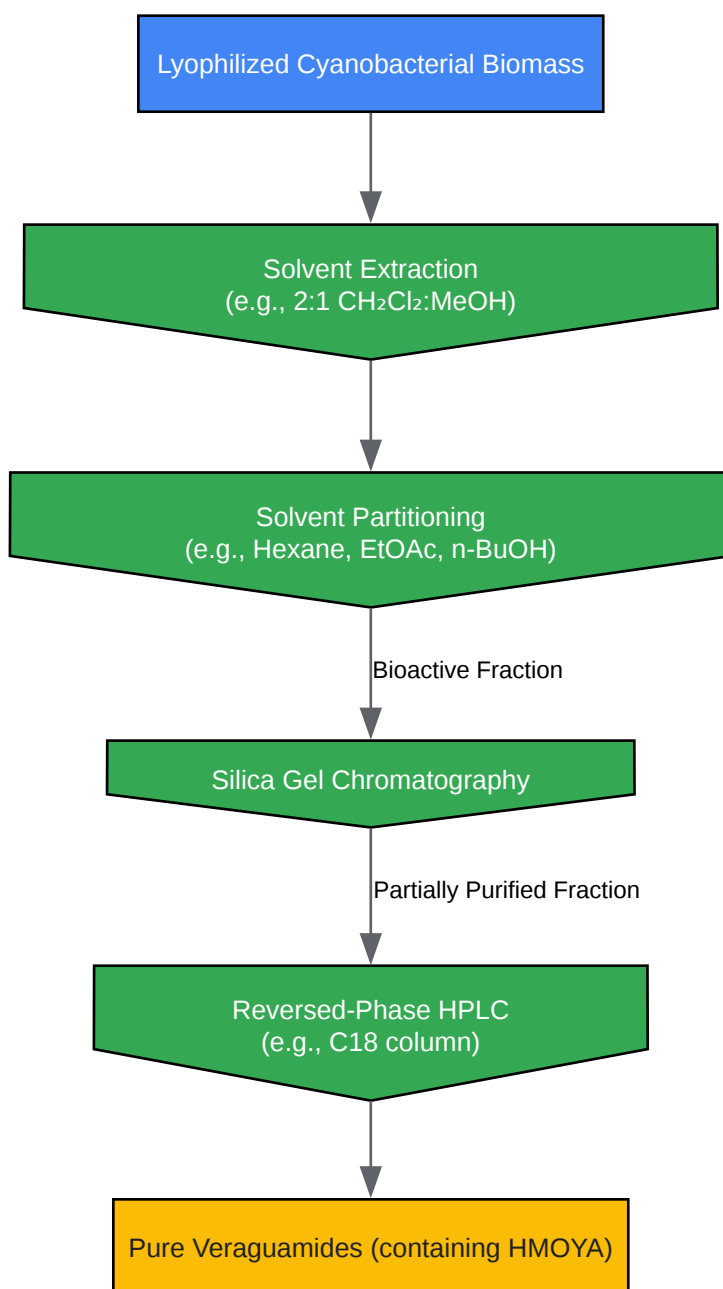 Lyophilized Cyanobacterial Biomass
Solvent Extraction
(e.g., 2:1 CH₂Cl₂:MeOH)
Solvent Partitioning
(e.g., Hexane, EtOAc, n-BuOH)
Bioactive Fraction
Silica Gel Chromatography
Partially Purified Fraction
Reversed-Phase HPLC
(e.g., C18 column)
Pure Veraguamides (containing HMOYA)